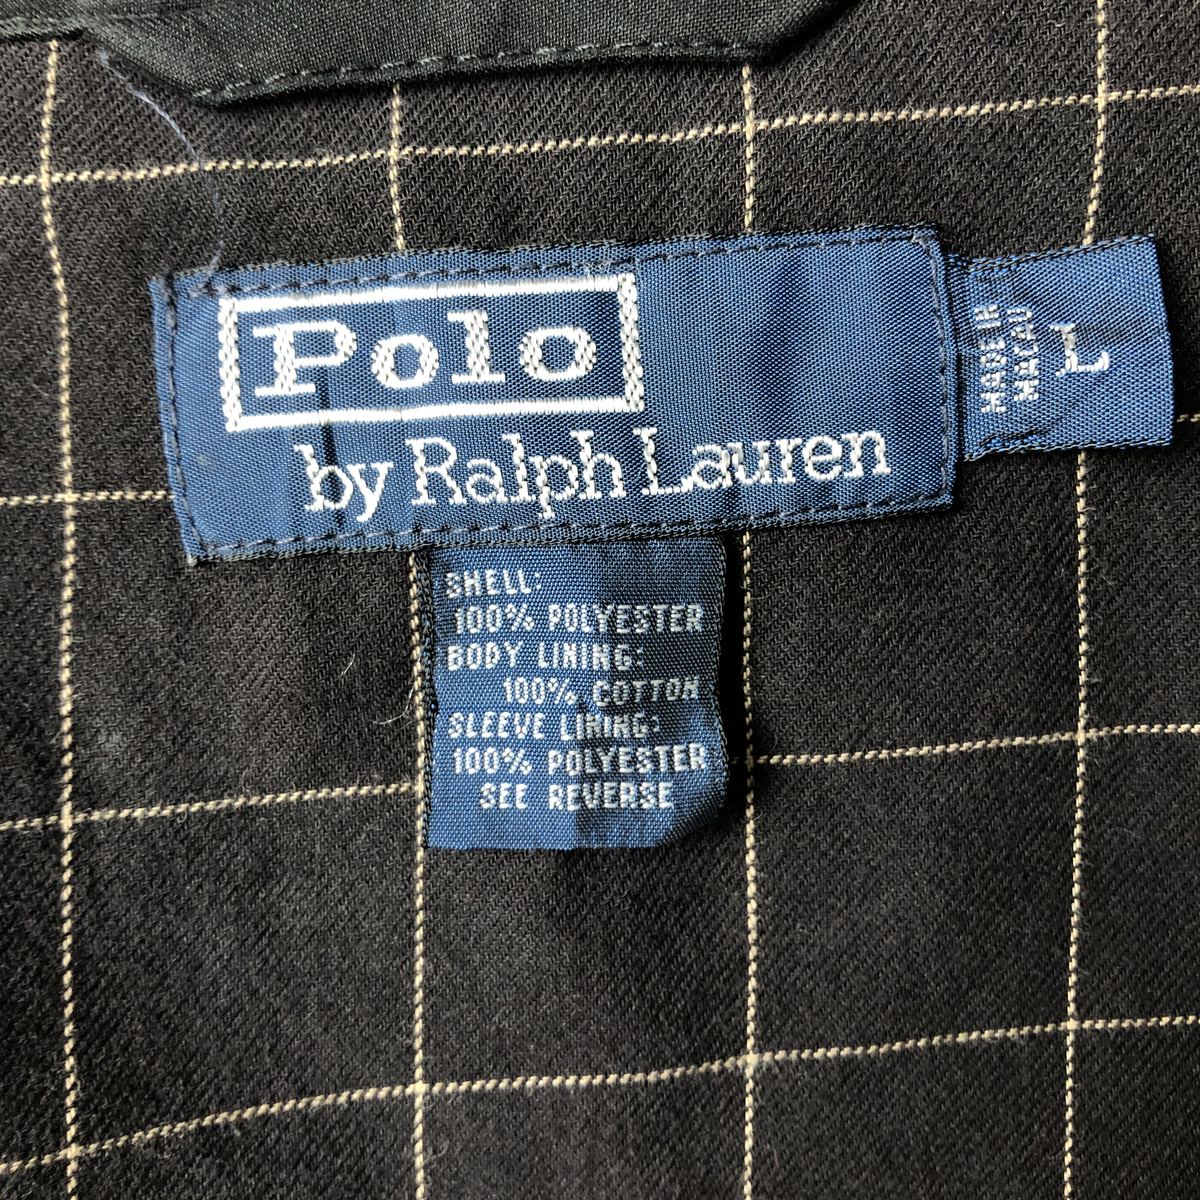 Polo
by Ralph Lauren
MADE IN
MACAU
L
SHELL:
100% POLYESTER
BODY LINING:
100% COTTON
SLEEVE LINING:
100% POLYESTER
SEE REVERSE